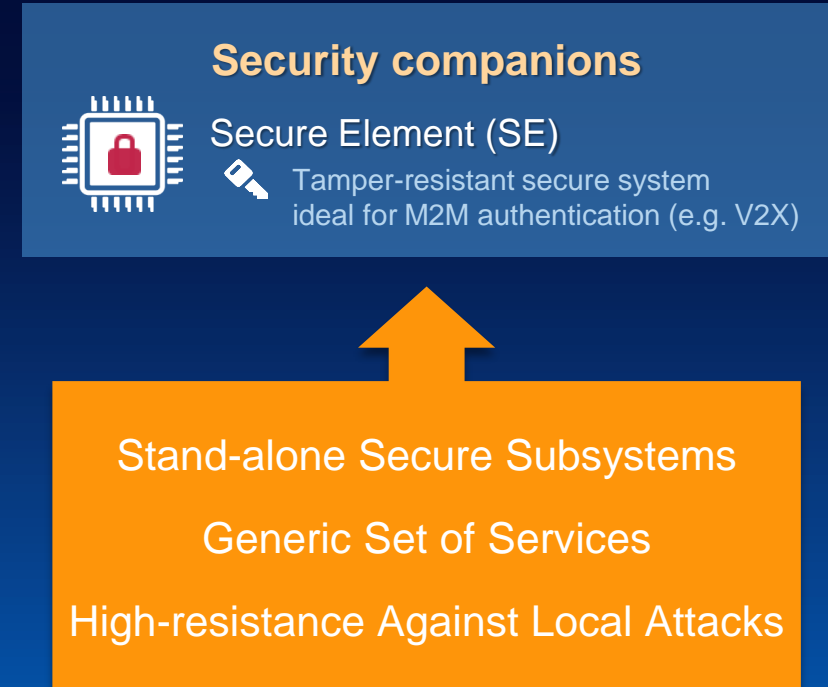 Security companions
Secure Element (SE)
Tamper-resistant secure system
ideal for M2M authentication (e.g. V2X)
Stand-alone Secure Subsystems
Generic Set of Services
High-resistance Against Local Attacks